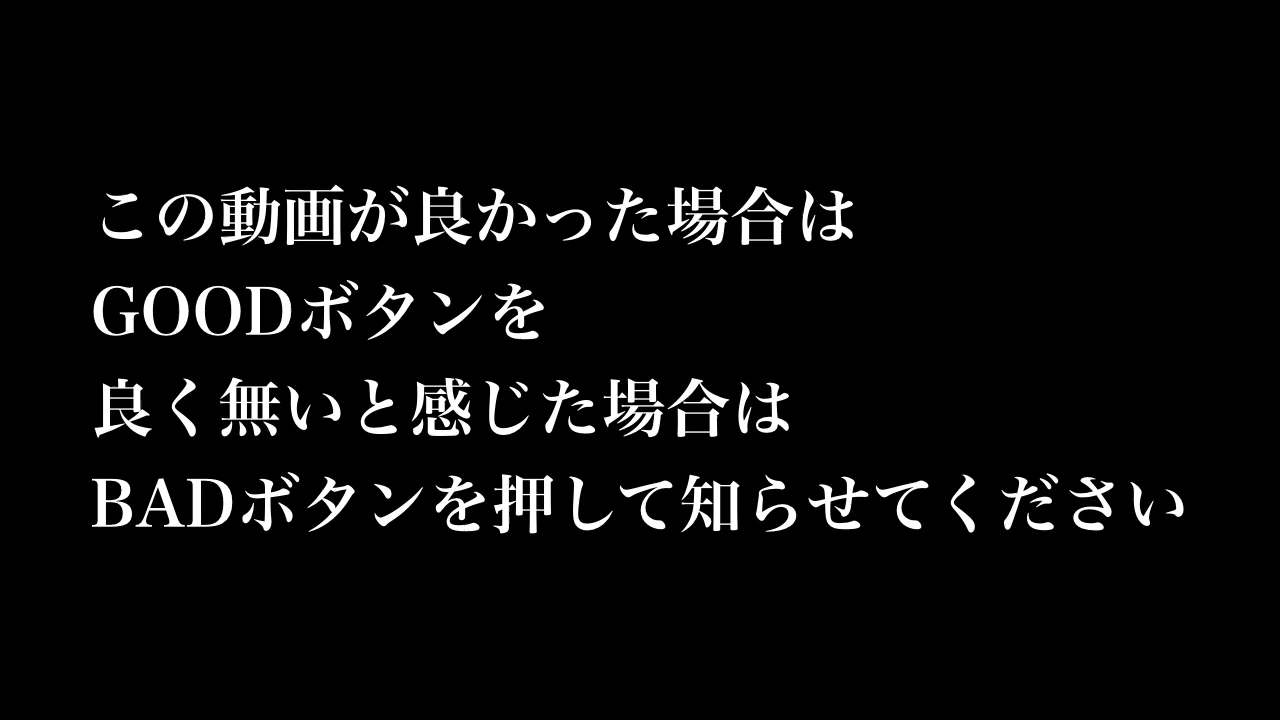 この動画が良かった場合は
GOODボタンを
良く無いと感じた場合は
BADボタンを押して知らせてください